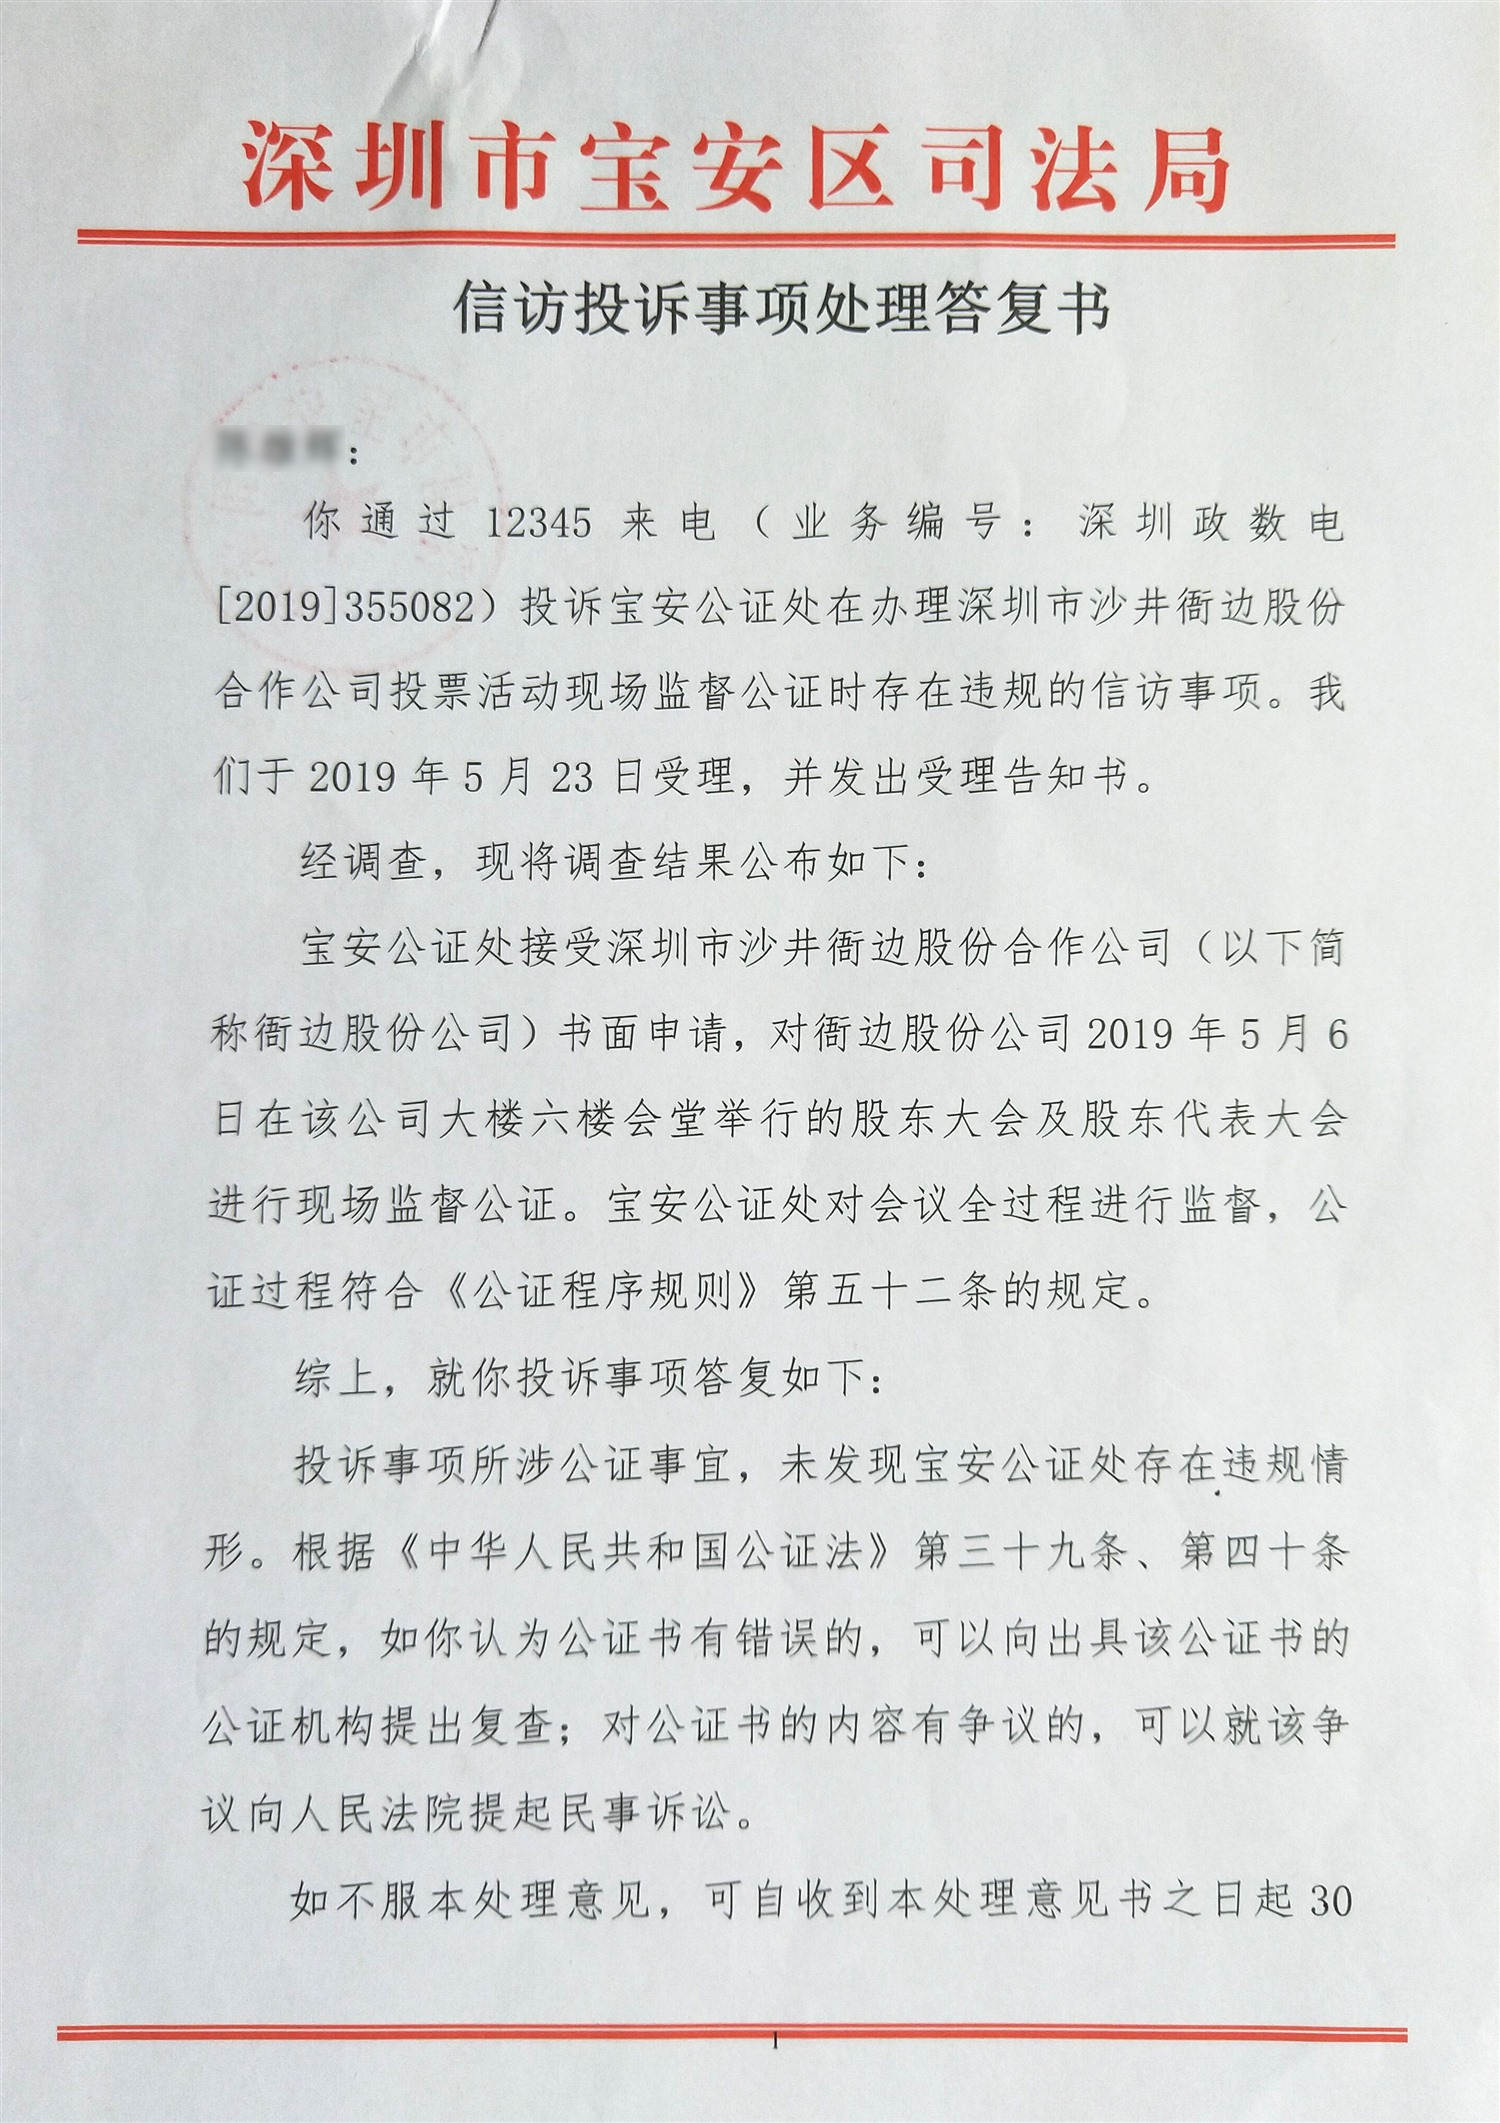 深圳市宝安区司法局
信访投诉事项处理答复书
：
你通过12345来电（业务编号：深圳政数电
[2019]355082）投诉宝安公证处在办理深圳市沙井衙边股份
合作公司投票活动现场监督公证时存在违规的信访事项。我
们于2019年5月23日受理，并发出受理告知书。
经调查，现将调查结果公布如下：
宝安公证处接受深圳市沙井衙边股份合作公司（以下简
称衙边股份公司）书面申请，对衙边股份公司2019年5月6
日在该公司大楼六楼会堂举行的股东大会及股东代表大会
进行现场监督公证。宝安公证处对会议全过程进行监督，公
证过程符合《公证程序规则》第五十二条的规定。
综上，就你投诉事项答复如下：
投诉事项所涉公证事宜，未发现宝安公证处存在违规情
形。根据《中华人民共和国公证法》第三十九条、第四十条
的规定，如你认为公证书有错误的，可以向出具该公证书的
公证机构提出复查；对公证书的内容有争议的，可以就该争
议向人民法院提起民事诉讼。
如不服本处理意见，可自收到本处理意见书之日起30
1